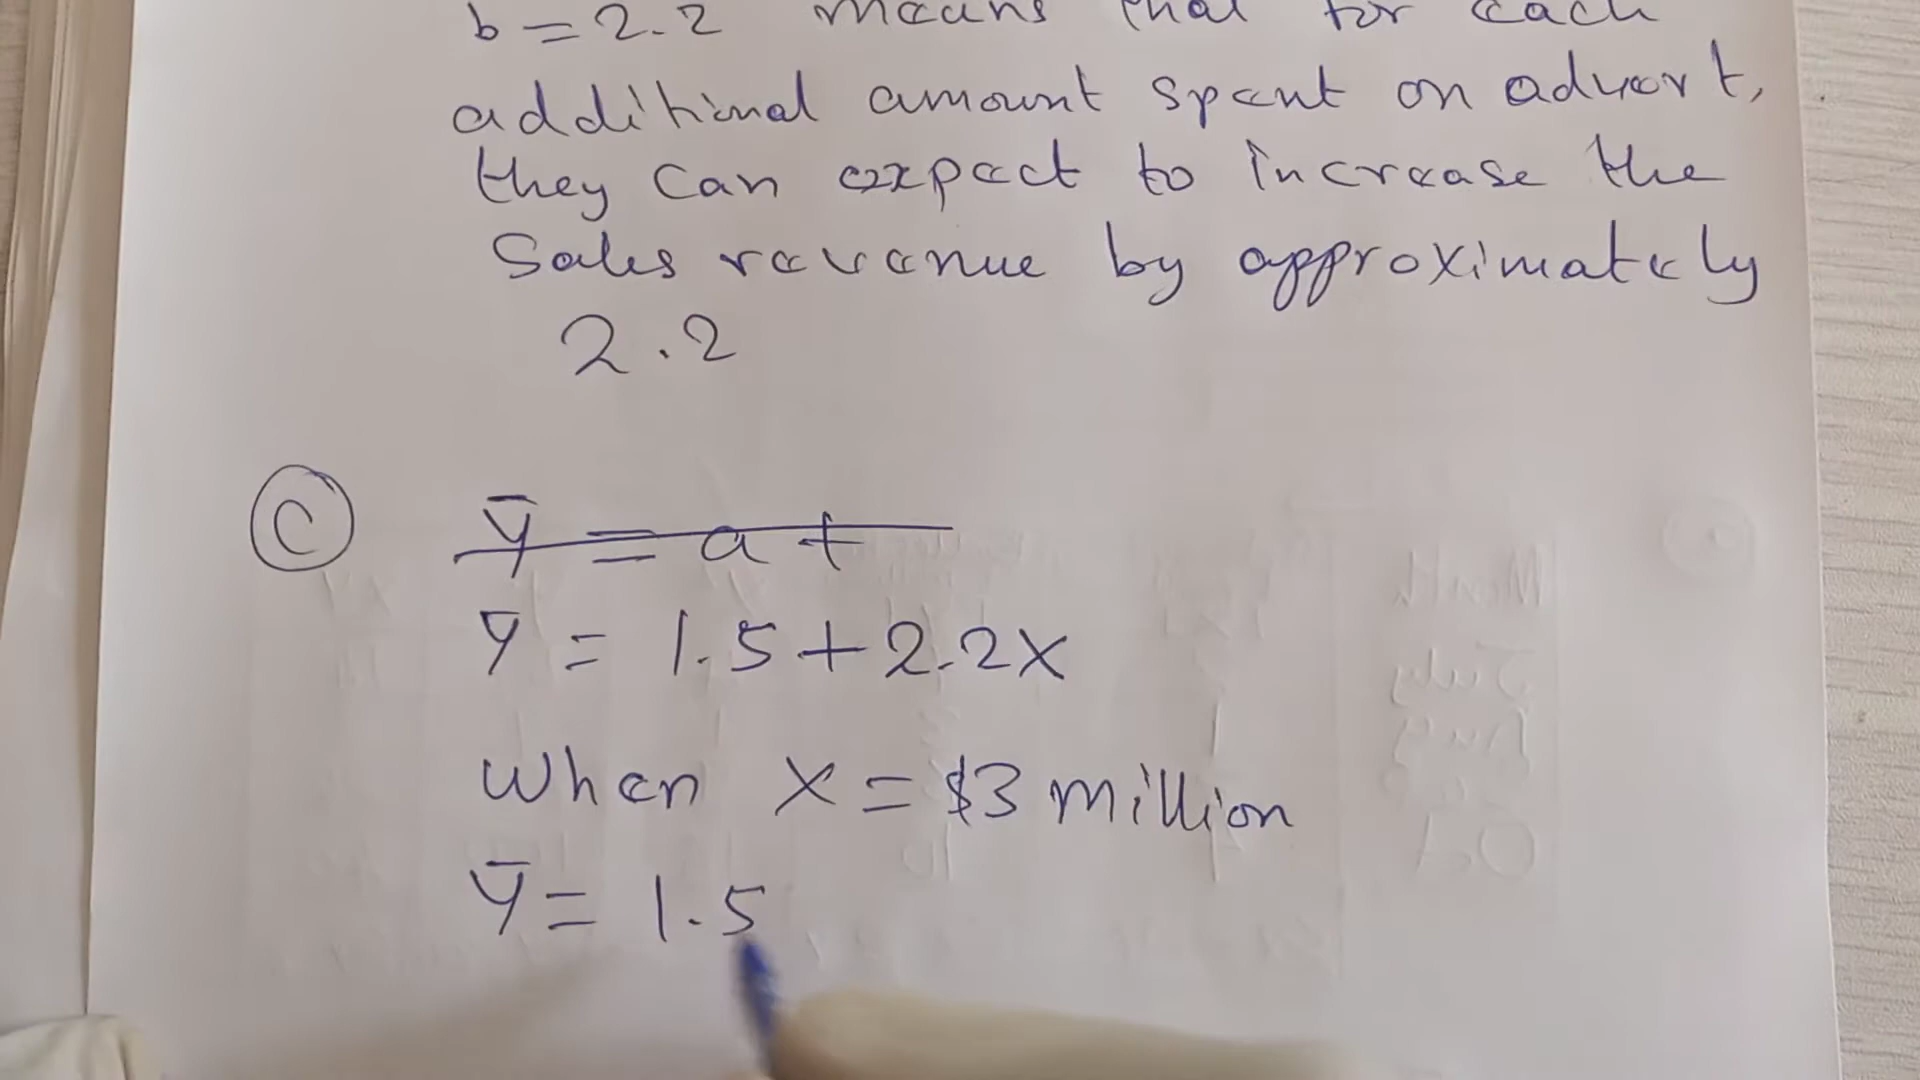 b = 2.2 means that for each
additional amount spent on advert,
they can expect to increase the
Sales revenue by approximately
2.2
C
ȳ = a +
ȳ = 1.5 + 2.2x
When x = $3 million
ȳ = 1.5